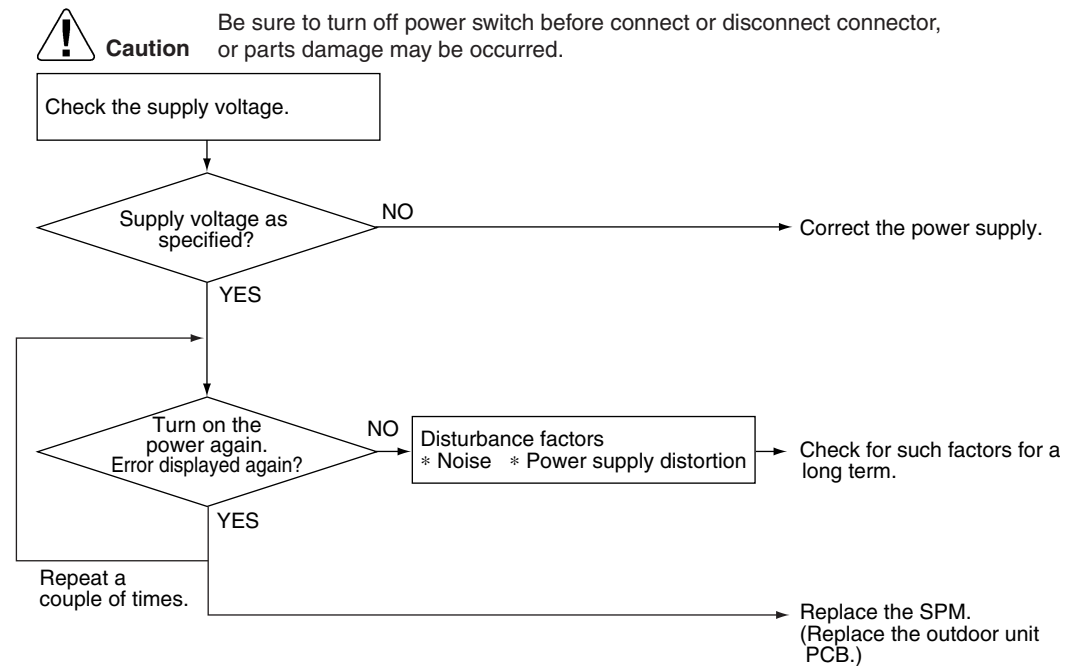 Be sure to turn off power switch before connect or disconnect connector,
Caution or parts damage may be occurred.
Check the supply voltage.
Supply voltage as
specified?
NO
Correct the power supply.
YES
Turn on the
power again.
Error displayed again?
NO
Disturbance factors
* Noise * Power supply distortion
Check for such factors for a
long term.
YES
Repeat a
couple of times.
Replace the SPM.
(Replace the outdoor unit
PCB.)